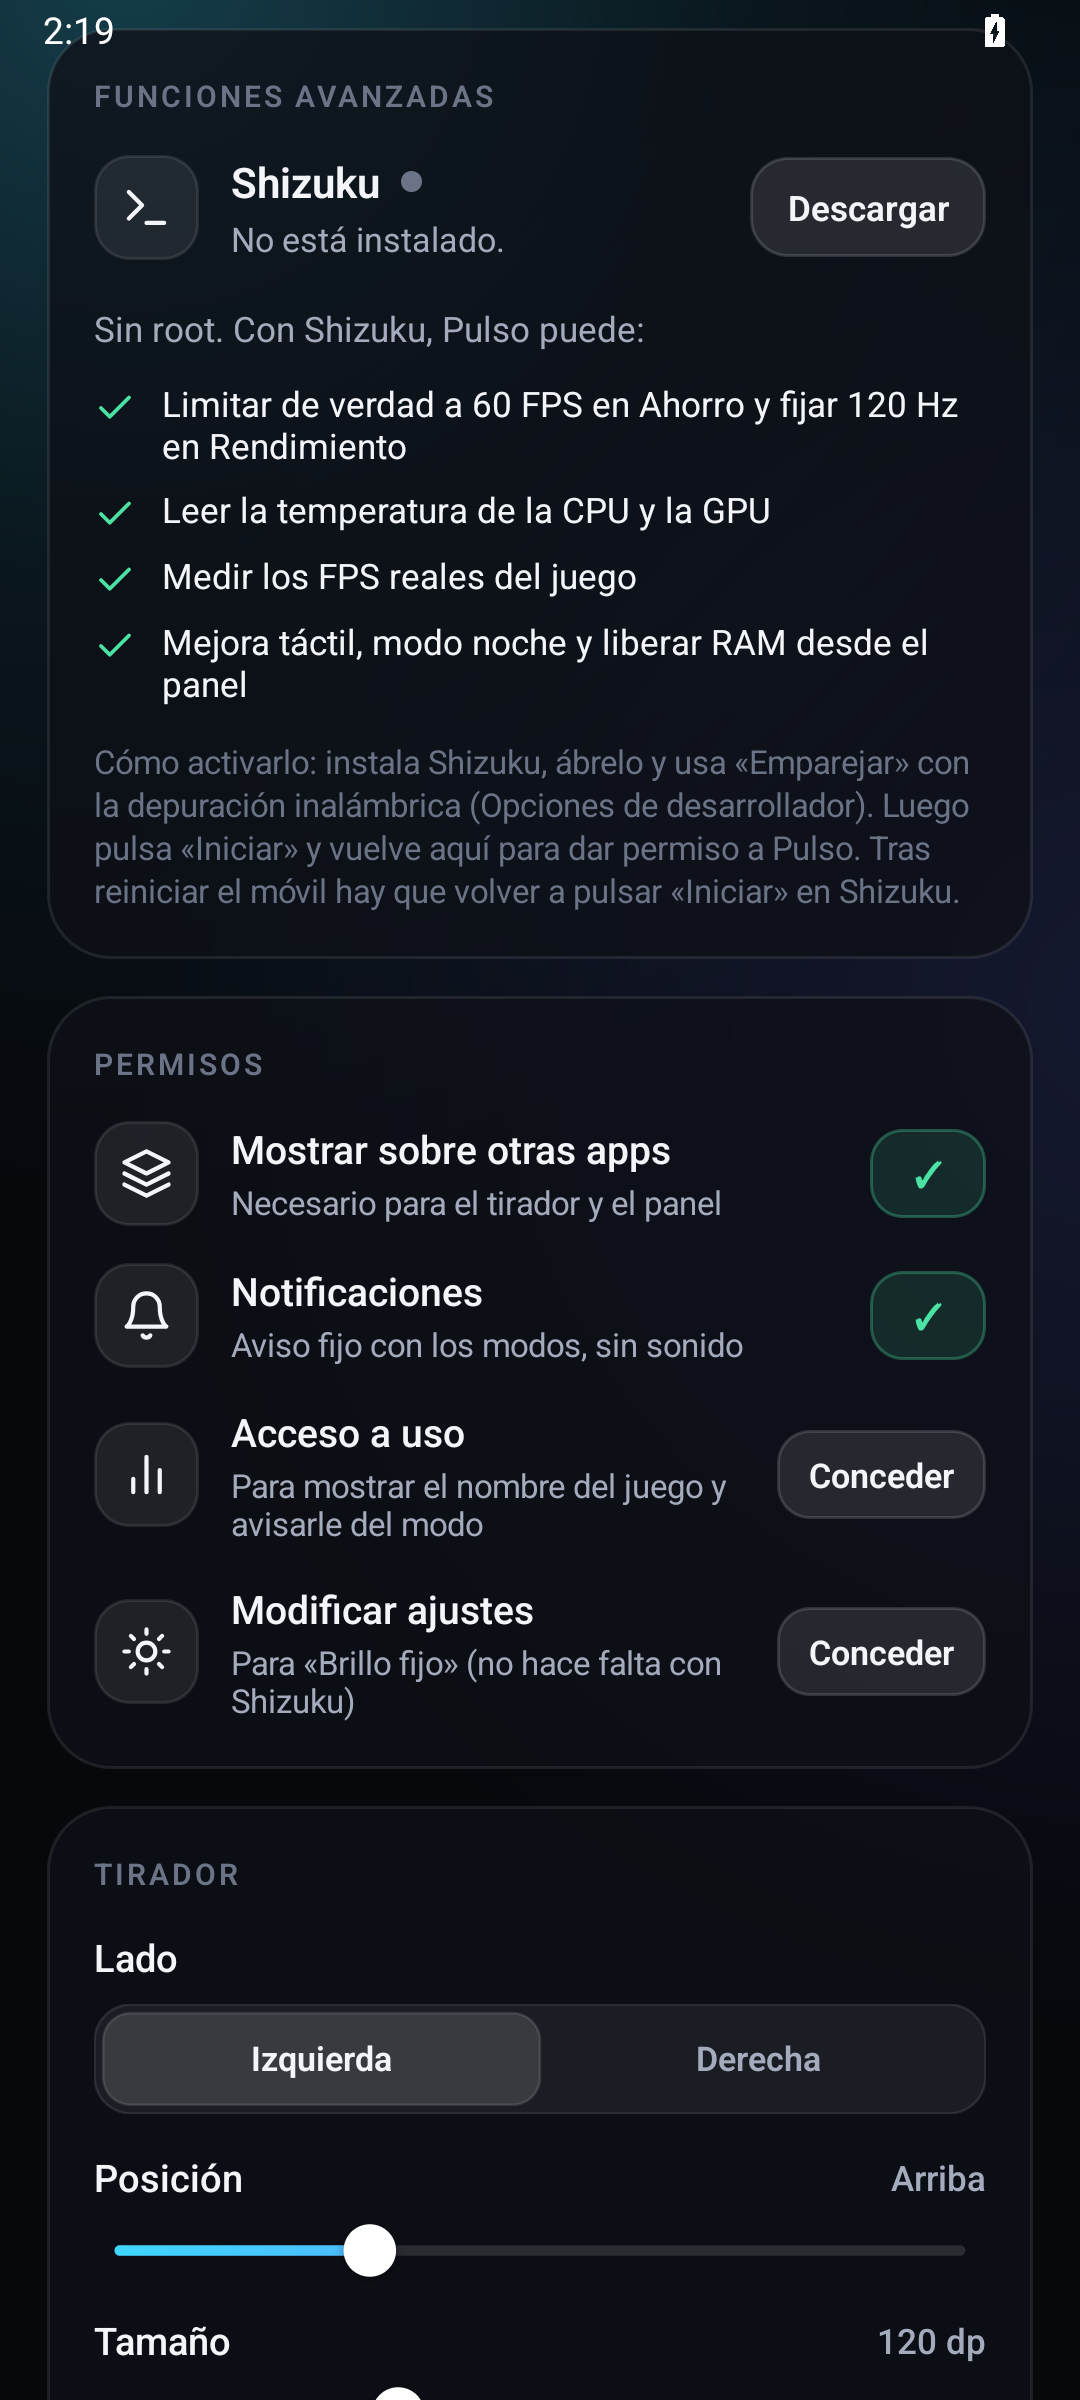 2:19
FUNCIONES AVANZADAS
Shizuku
Descargar
No está instalado.
Sin root. Con Shizuku, Pulso puede:
Limitar de verdad a 60 FPS en Ahorro y fijar 120 Hz
en Rendimiento
Leer la temperatura de la CPU y la GPU
Medir los FPS reales del juego
Mejora táctil, modo noche y liberar RAM desde el
panel
Cómo activarlo: instala Shizuku, ábrelo y usa «Emparejar» con
la depuración inalámbrica (Opciones de desarrollador). Luego
pulsa «Iniciar» y vuelve aquí para dar permiso a Pulso. Tras
reiniciar el móvil hay que volver a pulsar «Iniciar» en Shizuku.
PERMISOS
Mostrar sobre otras apps
Necesario para el tirador y el panel
✓
Notificaciones
Aviso fijo con los modos, sin sonido
✓
Acceso a uso
Para mostrar el nombre del juego y
avisarle del modo
Conceder
Modificar ajustes
Para «Brillo fijo» (no hace falta con
Shizuku)
Conceder
TIRADOR
Lado
Izquierda
Derecha
Posición
Arriba
Tamaño
120 dp